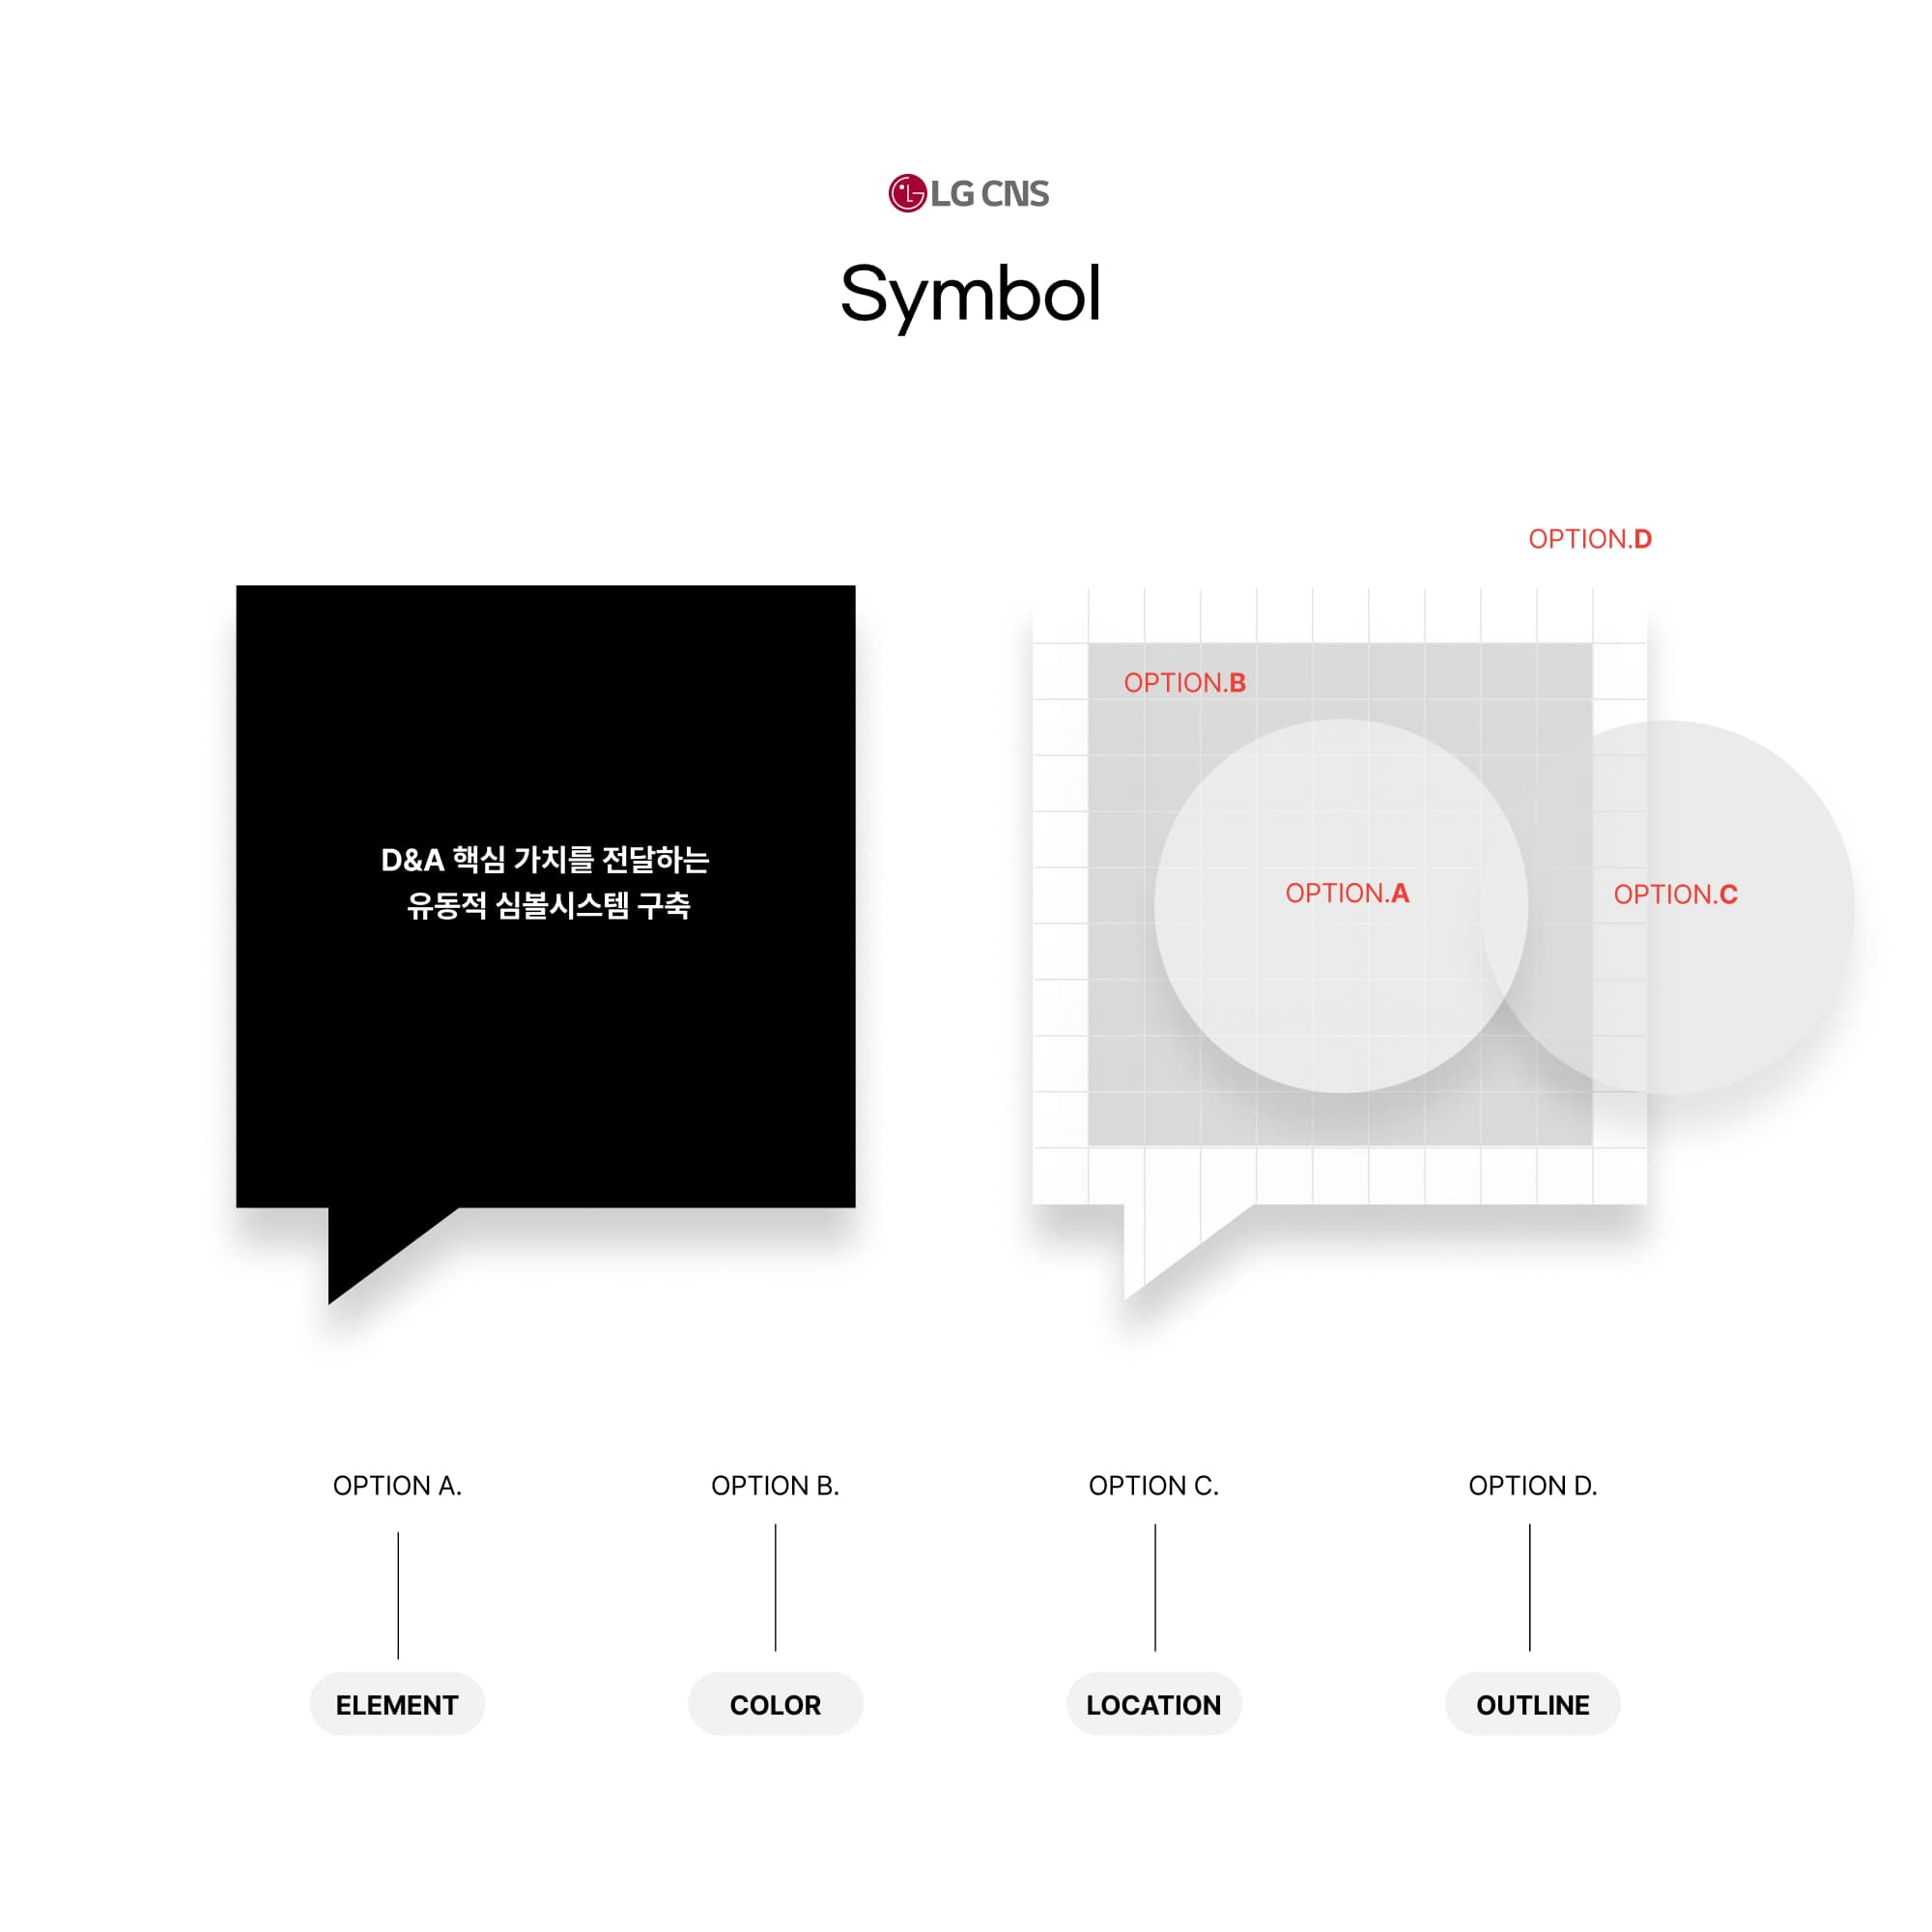 LG CNS
Symbol
D&A 핵심 가치를 전달하는
유동적 심볼시스템 구축
OPTION.D
OPTION.B
OPTION.A
OPTION.C
OPTION A.
OPTION B.
OPTION C.
OPTION D.
ELEMENT
COLOR
LOCATION
OUTLINE